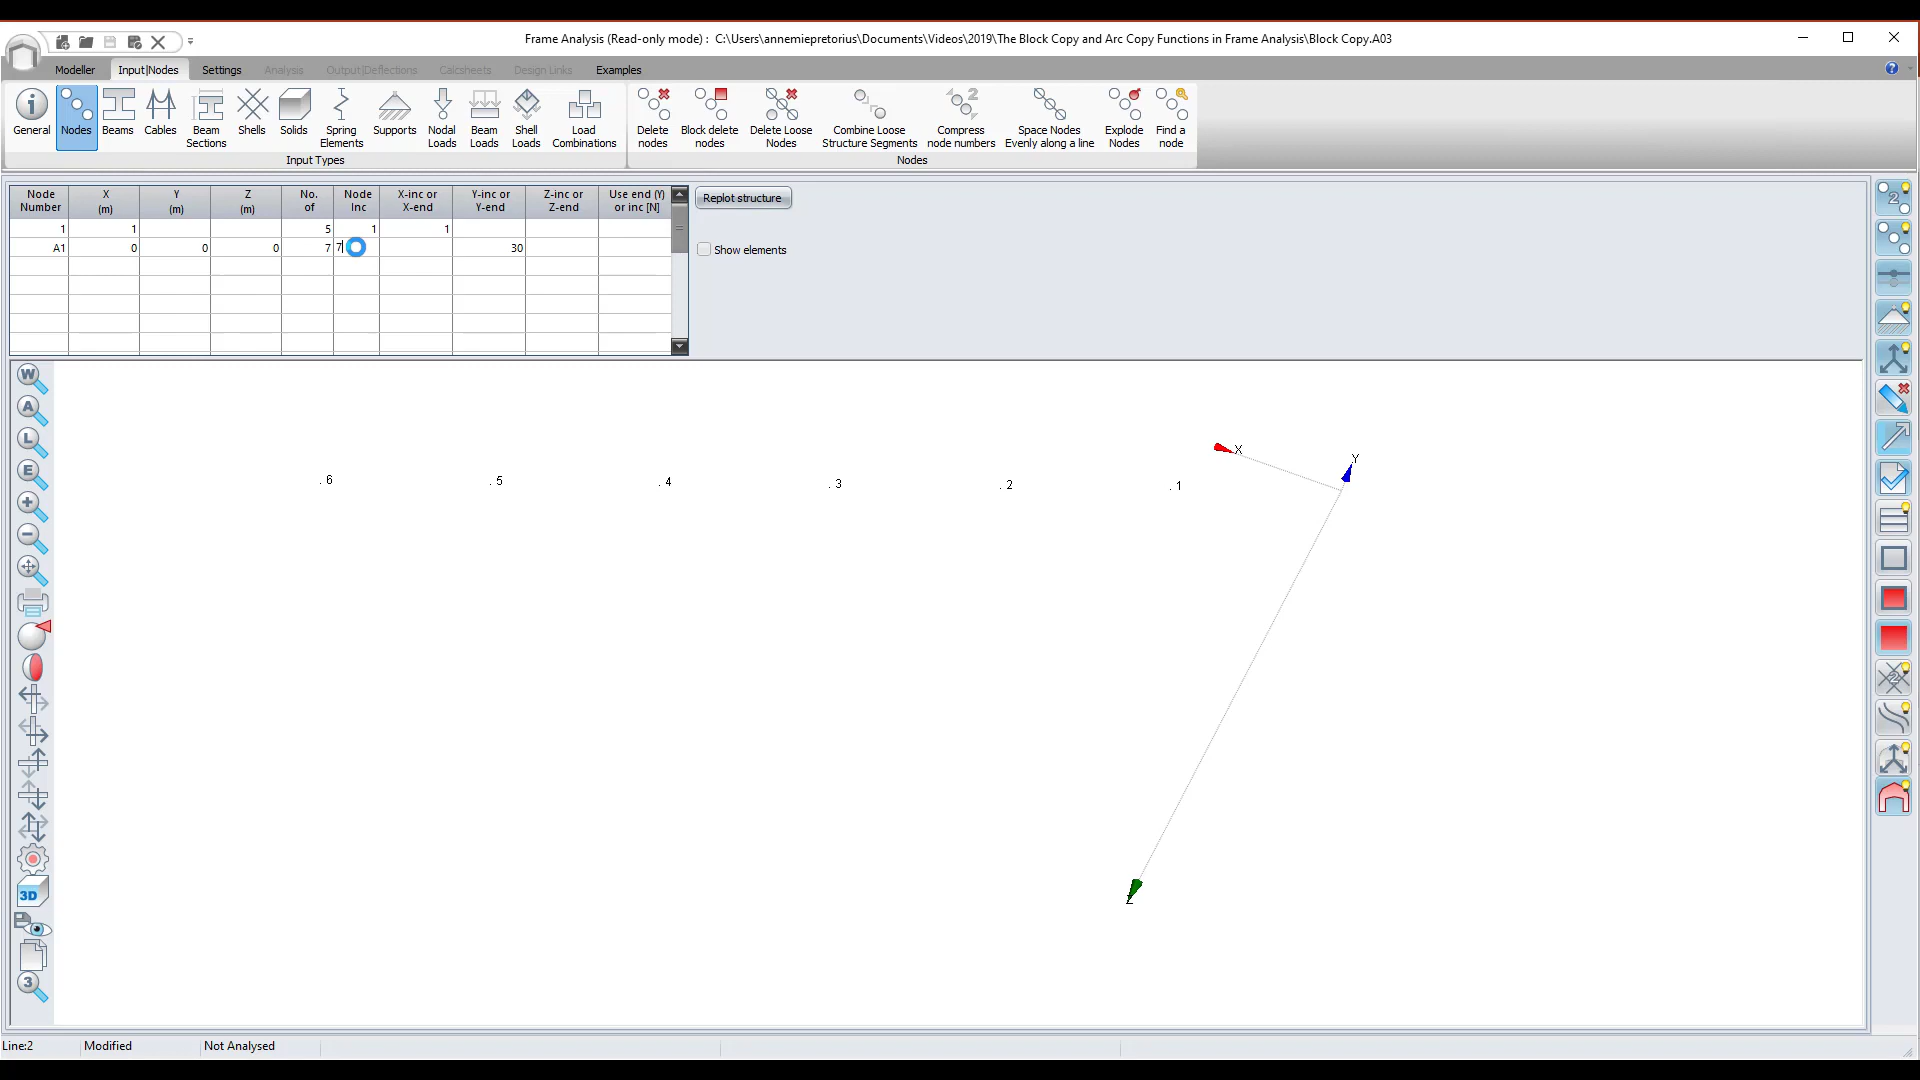 Frame Analysis (Read-only mode) : C:\Users\annemiepretorius\Documents\Videos\2019\The Block Copy and Arc Copy Functions in Frame Analysis\Block Copy.A03
Modeller Input|Nodes Settings Analysis Output|Deflections Calcsheets Design Links Examples
General Nodes Beams Cables Beam Sections Shells Solids Spring Elements Supports Nodal Loads Beam Loads Shell Loads Load Combinations
Input Types
Delete nodes Block delete nodes Delete Loose Nodes Combine Loose Structure Segments Compress node numbers Space Nodes Evenly along a line Explode Nodes Find a node
Nodes
Node Number X (m) Y (m) Z (m) No. of Node Inc X-inc or X-end Y-inc or Y-end Z-inc or Z-end Use end (Y) or inc [N]
1 1 5 1 1
A1 0 0 0 7 7 30
Replot structure
Show elements
W
A
L
E
3D
3
X
Y
. 6 . 5 . 4 . 3 . 2 . 1
Z
2
2
Line:2 Modified Not Analysed